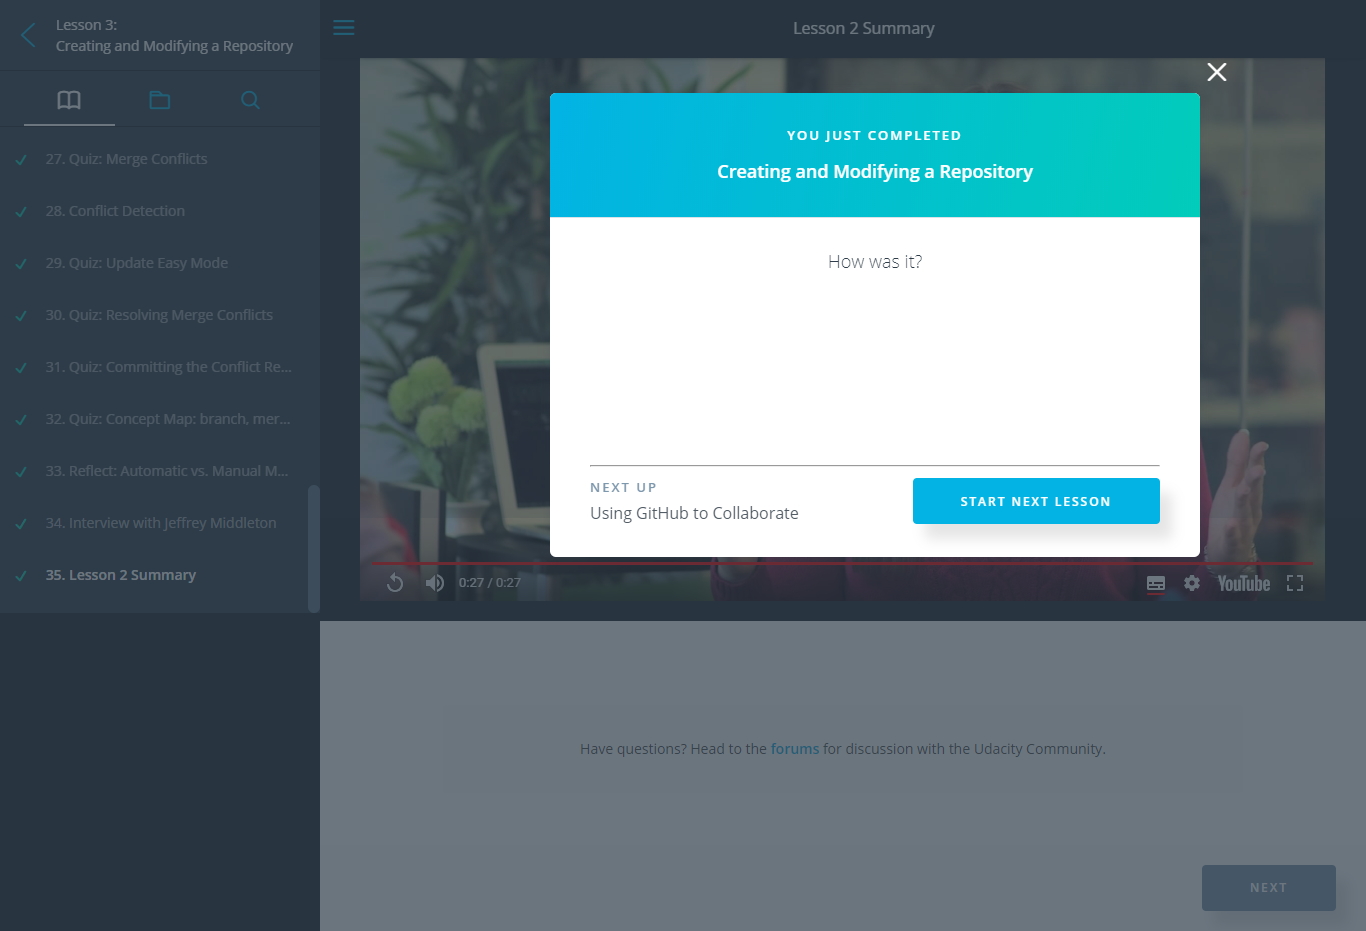 Lesson 3:
Creating and Modifying a Repository
27. Quiz: Merge Conflicts
28. Conflict Detection
29. Quiz: Update Easy Mode
30. Quiz: Resolving Merge Conflicts
31. Quiz: Committing the Conflict Re...
32. Quiz: Concept Map: branch, mer...
33. Reflect: Automatic vs. Manual M...
34. Interview with Jeffrey Middleton
35. Lesson 2 Summary
Lesson 2 Summary
YOU JUST COMPLETED
Creating and Modifying a Repository
How was it?
NEXT UP
Using GitHub to Collaborate
START NEXT LESSON
0:27 / 0:27
YouTube
Have questions? Head to the forums for discussion with the Udacity Community.
NEXT